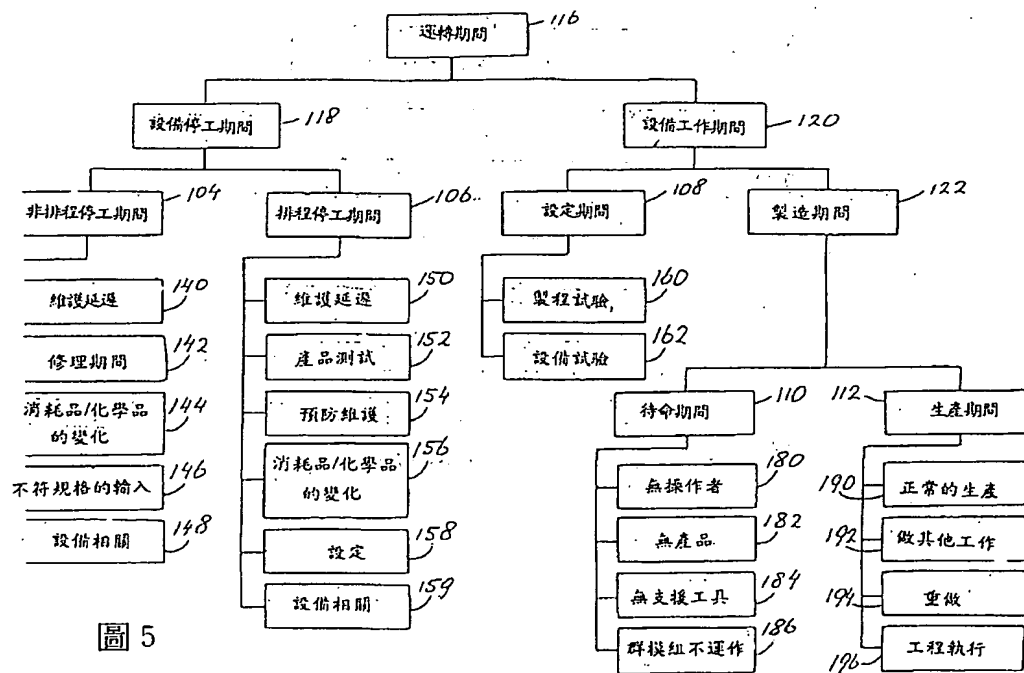 運轉期間 116
設備停工期間 118
設備工作期間 120
非排程停工期間 104
排程停工期間 106
設定期間 108
製造期間 122
維護延遲 140
修理期間 142
消耗品/化學品
的變化 144
不符規格的輸入 146
設備相關 148
維護延遲 150
產品測試 152
預防維護 154
消耗品/化學品
的變化 156
設定 158
設備相關 159
製程試驗 160
設備試驗 162
待命期間 110
112 生產期間
無操作者 180
無產品 182
無支援工具 184
群模組不運作 186
190 正常的生產
192 做其他工作
194 重做
196 工程執行
圖 5